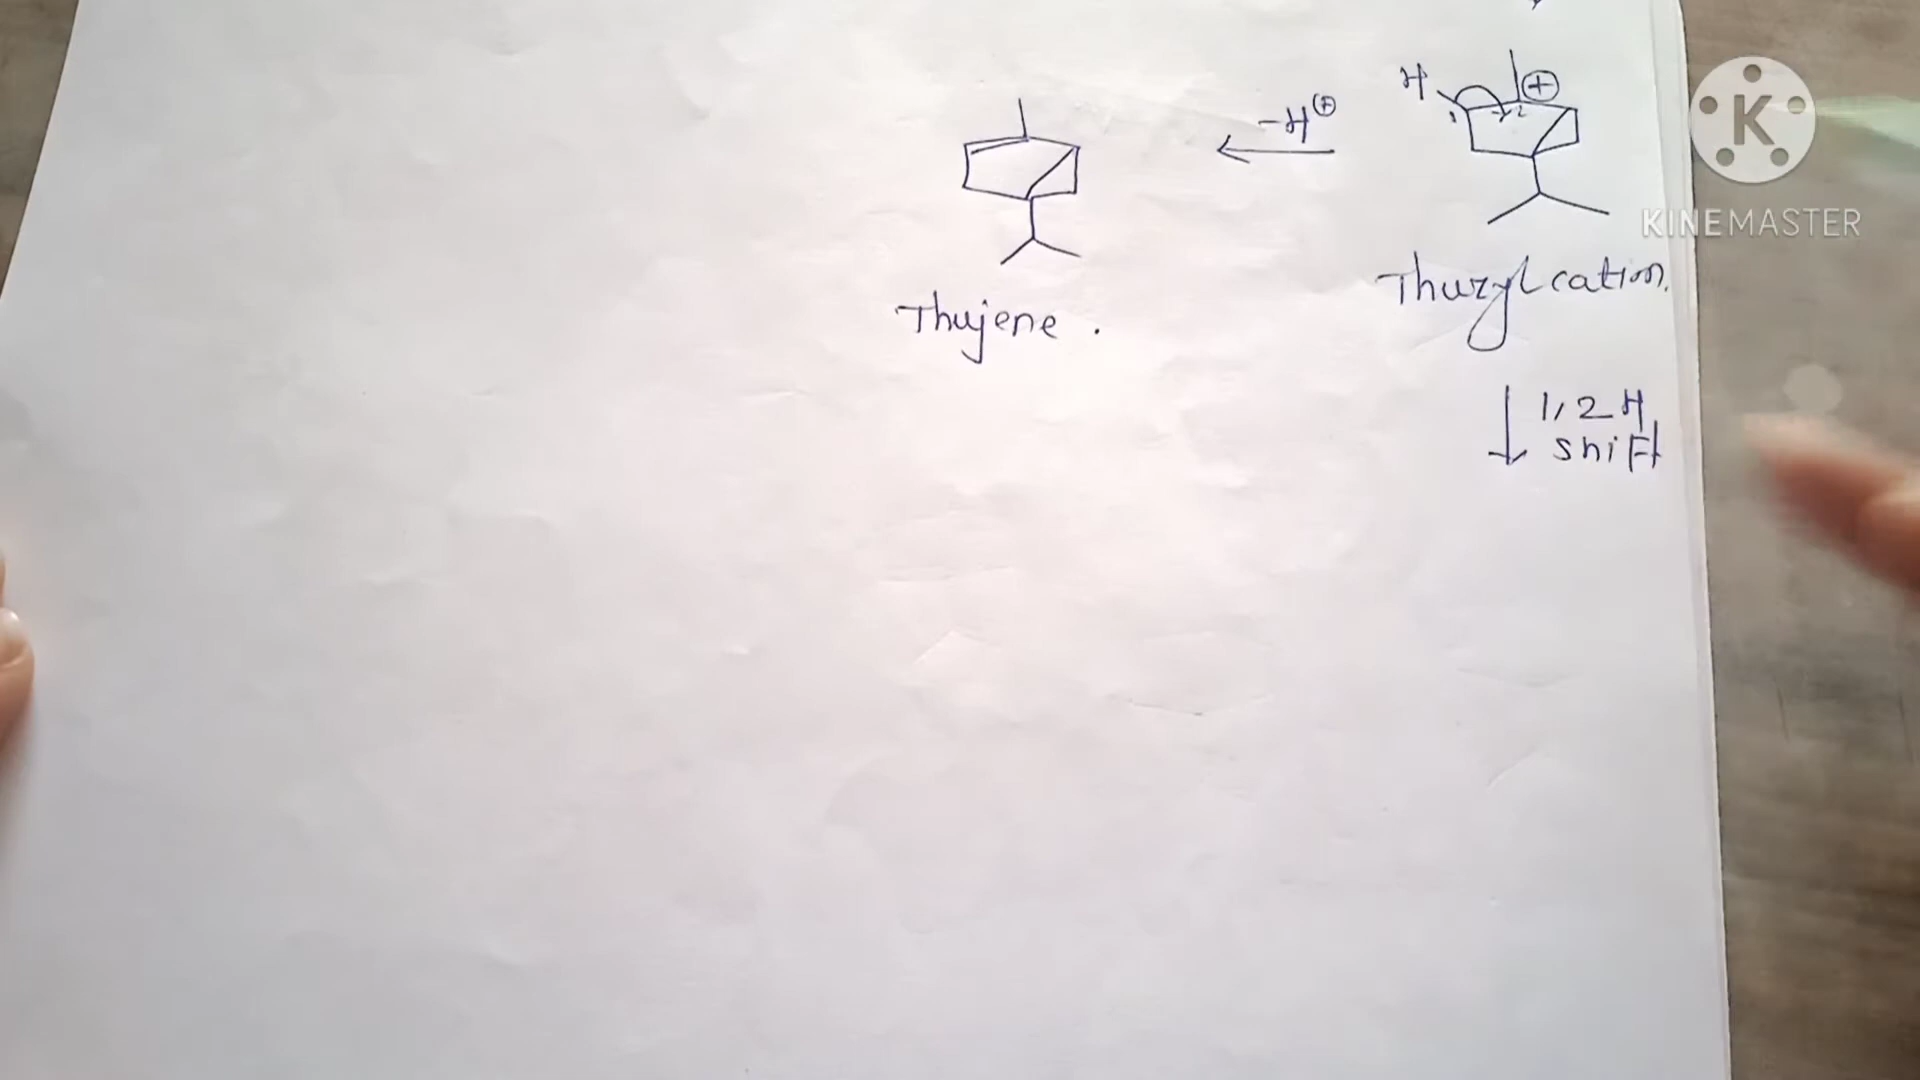 H
⊕
1 2
-H⊕
K
KINEMASTER
Thuzyl cation.
Thujene .
1,2 H
shift